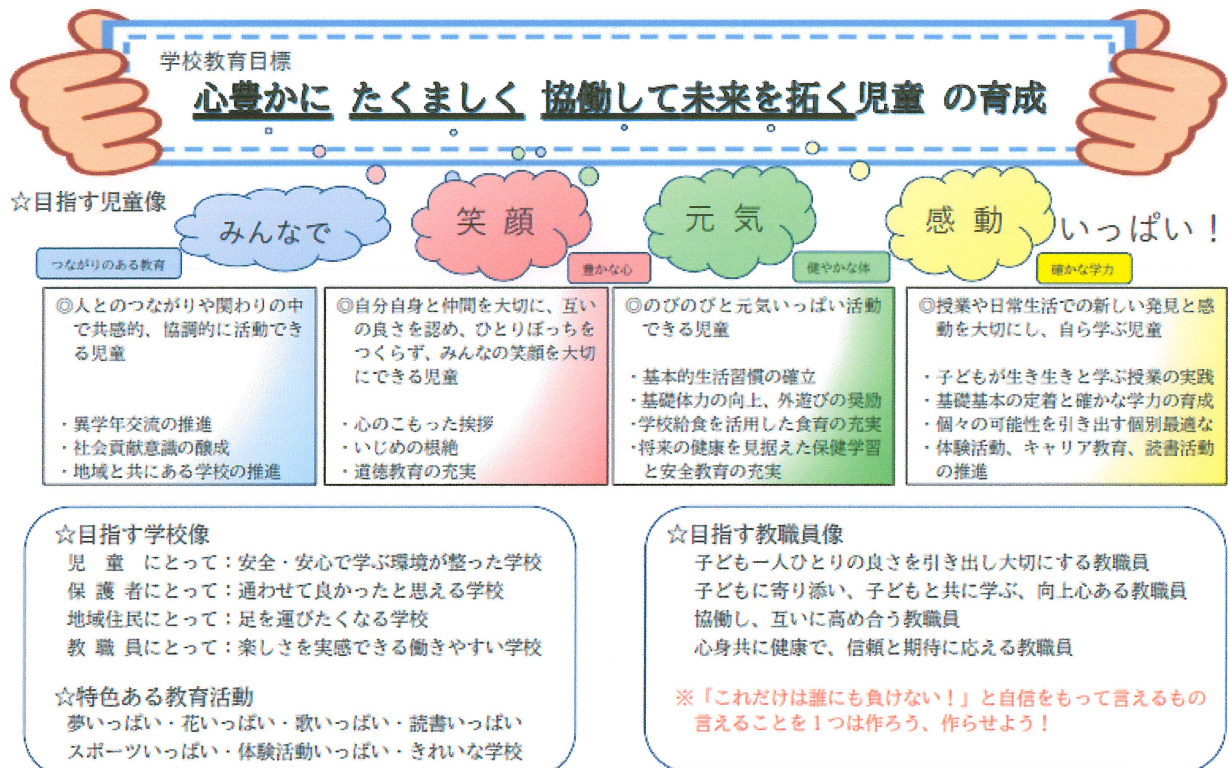 学校教育目標
心豊かに たくましく 協働して未来を拓く児童 の育成
☆目指す児童像
みんなで
笑顔
元気
感動
いっぱい！
つながりのある教育
豊かな心
健やかな体
確かな学力
◎人とのつながりや関わりの中
で共感的、協調的に活動でき
る児童
・異学年交流の推進
・社会貢献意識の醸成
・地域と共にある学校の推進
◎自分自身と仲間を大切に、互い
の良さを認め、ひとりぼっちを
つくらず、みんなの笑顔を大切
にできる児童
・心のこもった挨拶
・いじめの根絶
・道徳教育の充実
◎のびのびと元気いっぱい活動
できる児童
・基本的生活習慣の確立
・基礎体力の向上、外遊びの奨励
・学校給食を活用した食育の充実
・将来の健康を見据えた保健学習
と安全教育の充実
◎授業や日常生活での新しい発見と感
動を大切にし、自ら学ぶ児童
・子どもが生き生きと学ぶ授業の実践
・基礎基本の定着と確かな学力の育成
・個々の可能性を引き出す個別最適な
・体験活動、キャリア教育、読書活動
の推進
☆目指す学校像
児 童 にとって：安全・安心で学ぶ環境が整った学校
保 護 者にとって：通わせて良かったと思える学校
地域住民にとって：足を運びたくなる学校
教 職 員にとって：楽しさを実感できる働きやすい学校
☆特色ある教育活動
夢いっぱい・花いっぱい・歌いっぱい・読書いっぱい
スポーツいっぱい・体験活動いっぱい・きれいな学校
☆目指す教職員像
子ども一人ひとりの良さを引き出し大切にする教職員
子どもに寄り添い、子どもと共に学ぶ、向上心ある教職員
協働し、互いに高め合う教職員
心身共に健康で、信頼と期待に応える教職員
※「これだけは誰にも負けない！」と自信をもって言えるもの
言えることを１つは作ろう、作らせよう！